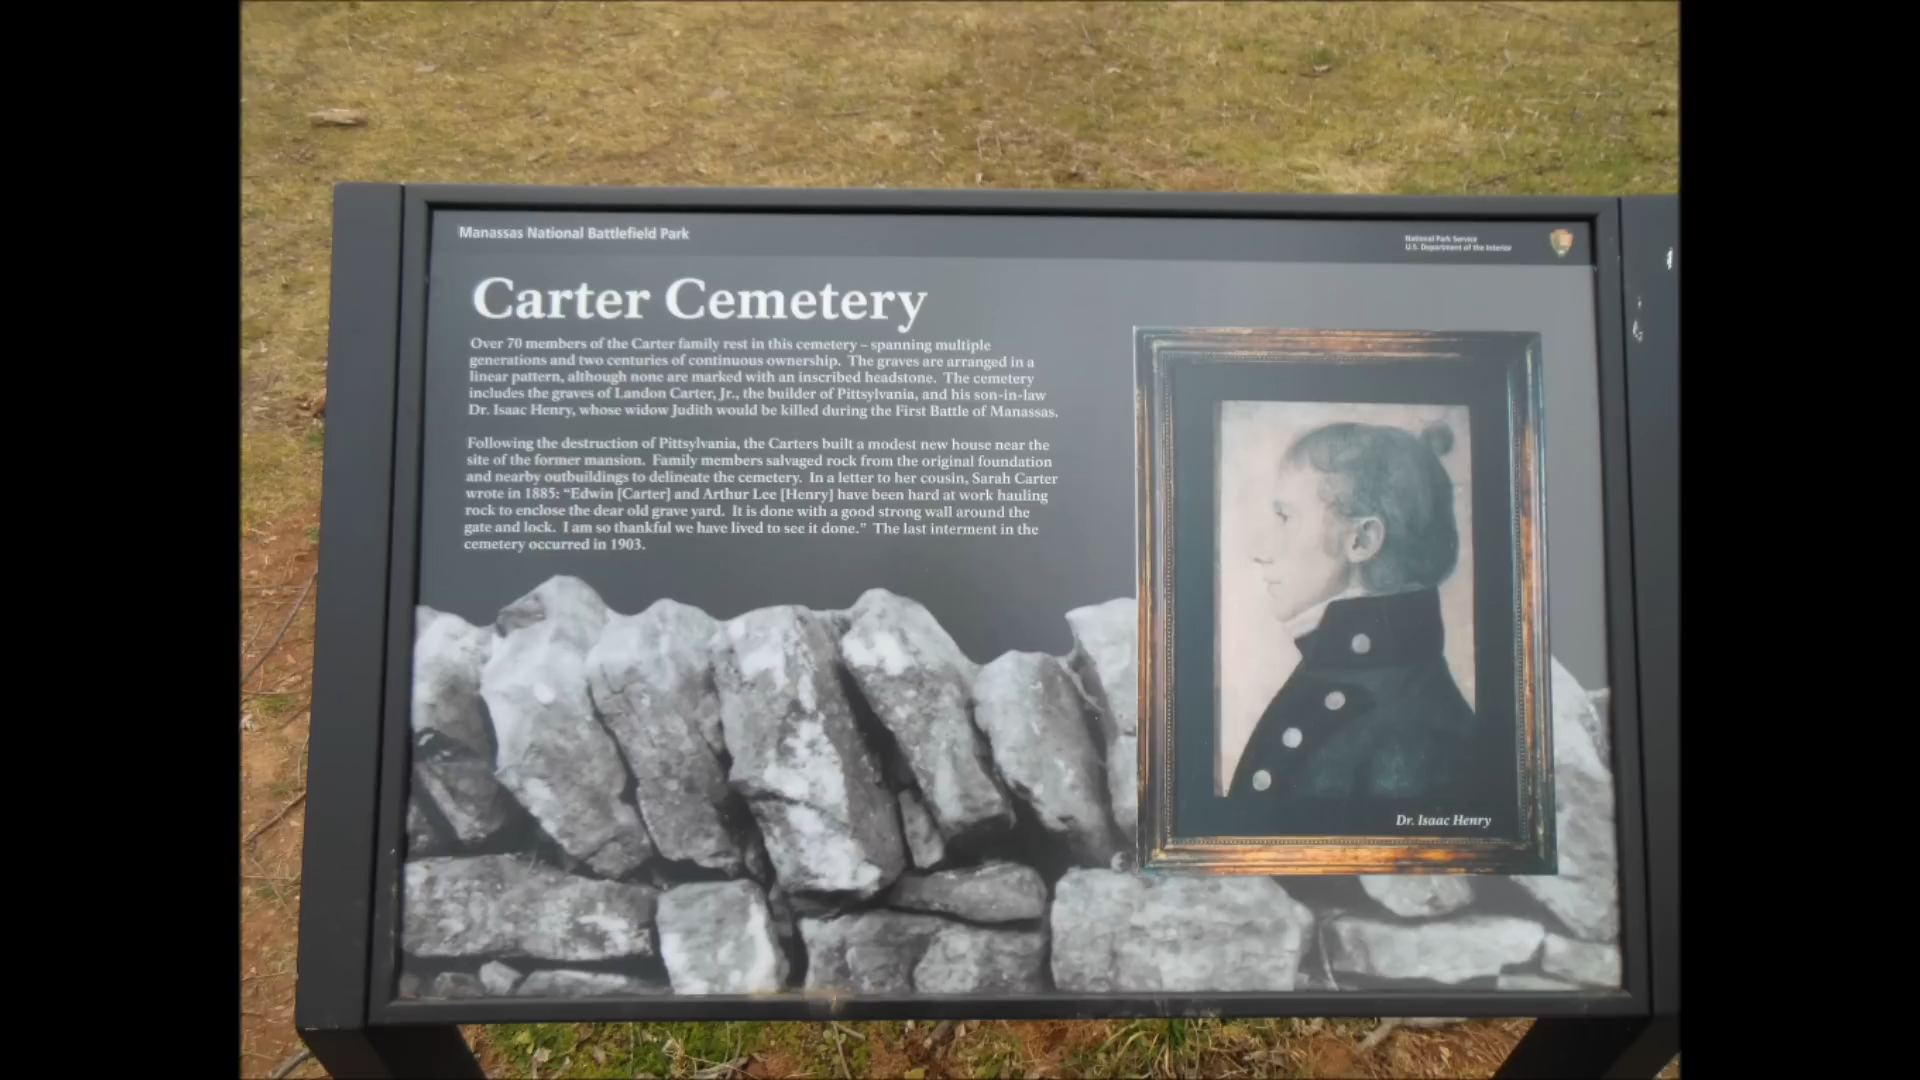 Manassas National Battlefield Park
National Park Service
U.S. Department of the Interior
Carter Cemetery
Over 70 members of the Carter family rest in this cemetery – spanning multiple
generations and two centuries of continuous ownership. The graves are arranged in a
linear pattern, although none are marked with an inscribed headstone. The cemetery
includes the graves of Landon Carter, Jr., the builder of Pittsylvania, and his son-in-law
Dr. Isaac Henry, whose widow Judith would be killed during the First Battle of Manassas.
Following the destruction of Pittsylvania, the Carters built a modest new house near the
site of the former mansion. Family members salvaged rock from the original foundation
and nearby outbuildings to delineate the cemetery. In a letter to her cousin, Sarah Carter
wrote in 1885: “Edwin [Carter] and Arthur Lee [Henry] have been hard at work hauling
rock to enclose the dear old grave yard. It is done with a good strong wall around the
gate and lock. I am so thankful we have lived to see it done.” The last interment in the
cemetery occurred in 1903.
Dr. Isaac Henry